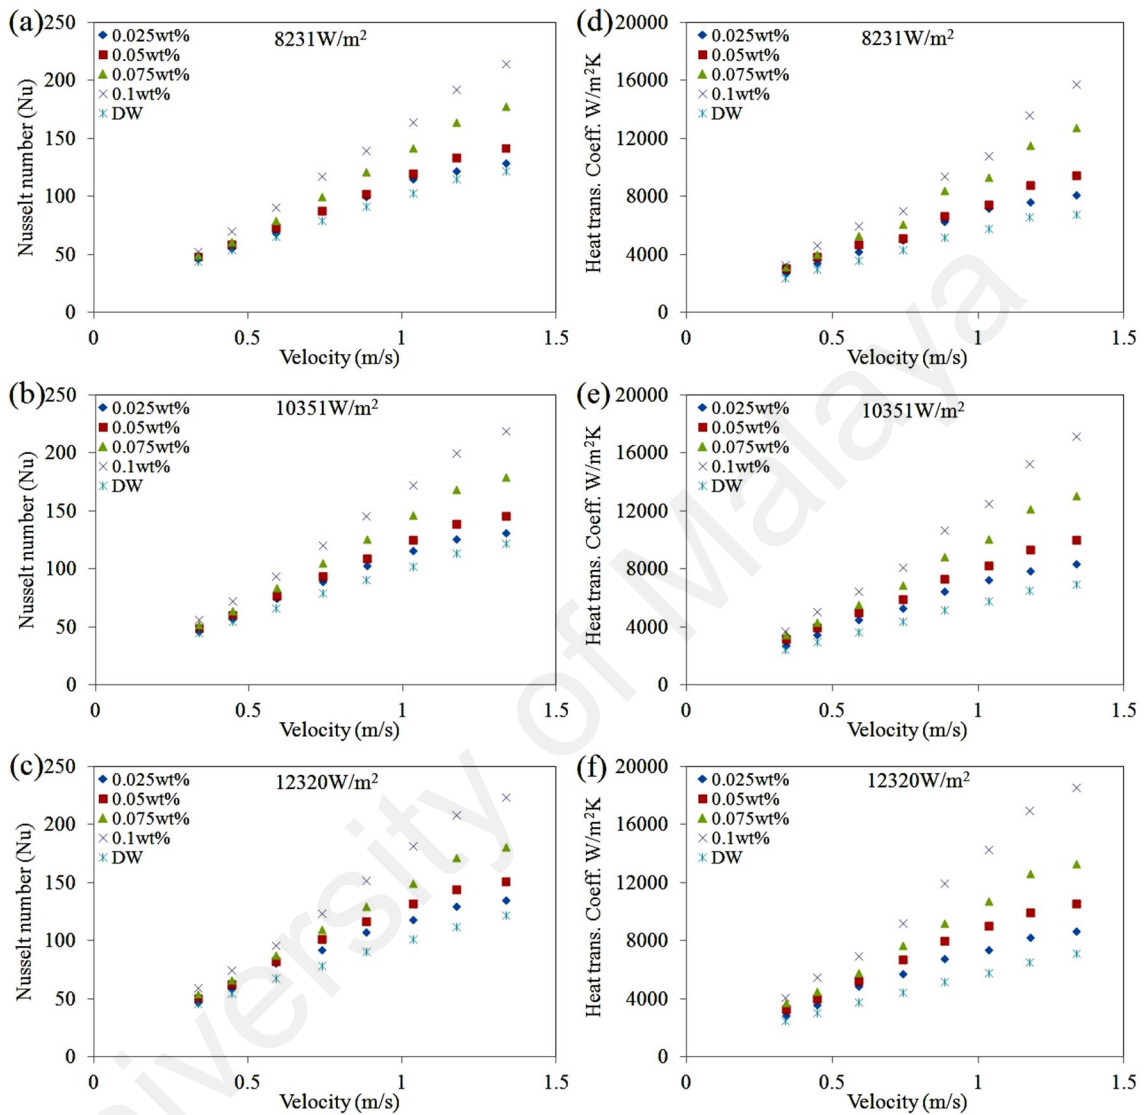 (a)
250
200
150
100
50
0
Nusselt number (Nu)
8231W/m²
0.025wt%
0.05wt%
0.075wt%
0.1wt%
DW
0 0.5 1 1.5
Velocity (m/s)
(d)
20000
16000
12000
8000
4000
0
Heat trans. Coeff. W/m²K
8231W/m²
0.025wt%
0.05wt%
0.075wt%
0.1wt%
DW
0 0.5 1 1.5
Velocity (m/s)
(b)
250
200
150
100
50
0
Nusselt number (Nu)
10351W/m²
0.025wt%
0.05wt%
0.075wt%
0.1wt%
DW
0 0.5 1 1.5
Velocity (m/s)
(e)
20000
16000
12000
8000
4000
0
Heat trans. Coeff. W/m²K
10351W/m²
0.025wt%
0.05wt%
0.075wt%
0.1wt%
DW
0 0.5 1 1.5
Velocity (m/s)
(c)
250
200
150
100
50
0
Nusselt number (Nu)
12320W/m²
0.025wt%
0.05wt%
0.075wt%
0.1wt%
DW
0 0.5 1 1.5
Velocity (m/s)
(f)
20000
16000
12000
8000
4000
0
Heat trans. Coeff. W/m²K
12320W/m²
0.025wt%
0.05wt%
0.075wt%
0.1wt%
DW
0 0.5 1 1.5
Velocity (m/s)
niversity of Malaya